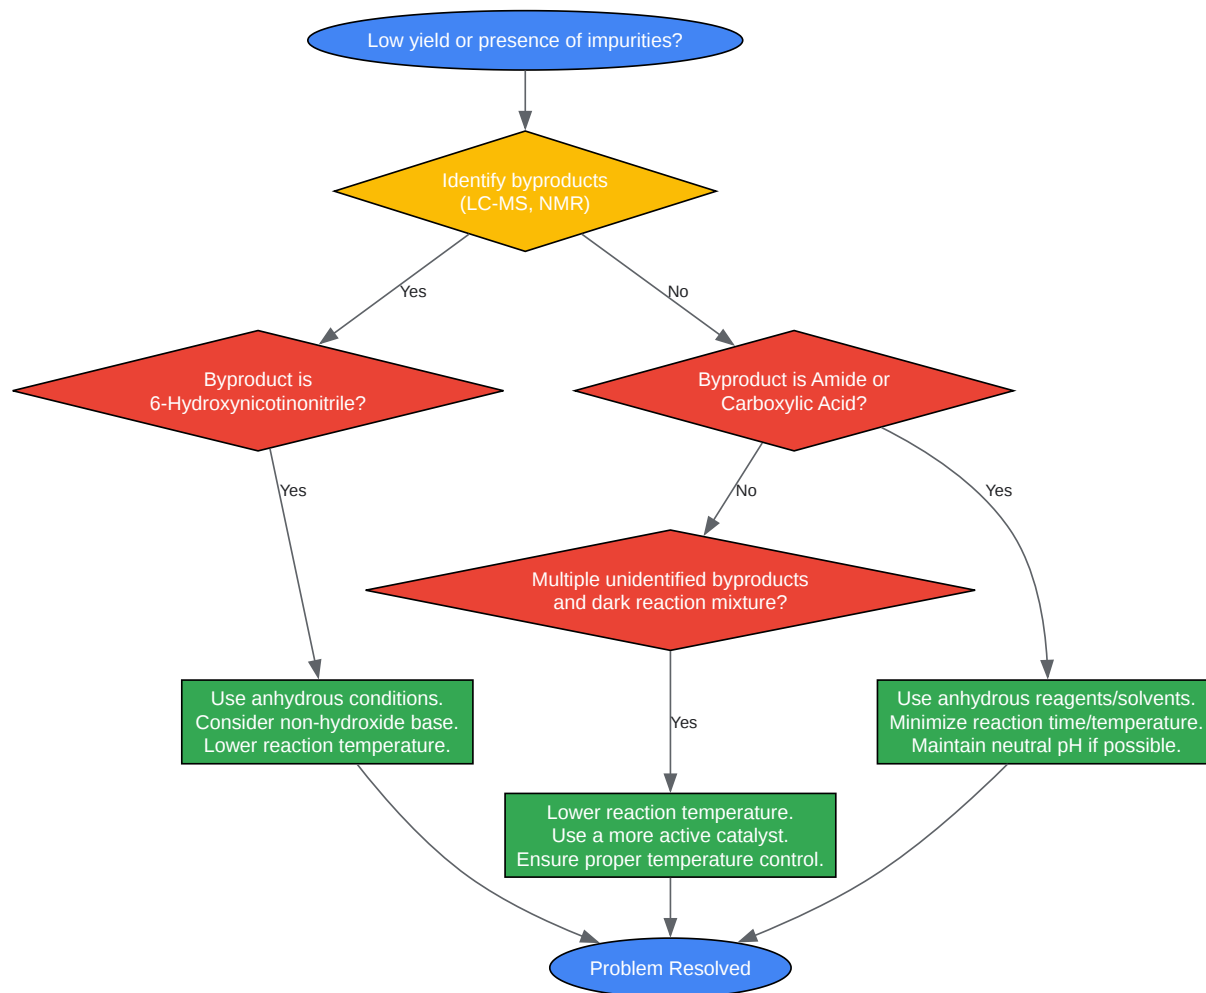 Low yield or presence of impurities?
Identify byproducts
(LC-MS, NMR)
Yes
No
Byproduct is
6-Hydroxynicotinonitrile?
Byproduct is Amide or
Carboxylic Acid?
Yes
No
Yes
Multiple unidentified byproducts
and dark reaction mixture?
Use anhydrous conditions.
Consider non-hydroxide base.
Lower reaction temperature.
Yes
Use anhydrous reagents/solvents.
Minimize reaction time/temperature.
Maintain neutral pH if possible.
Lower reaction temperature.
Use a more active catalyst.
Ensure proper temperature control.
Problem Resolved